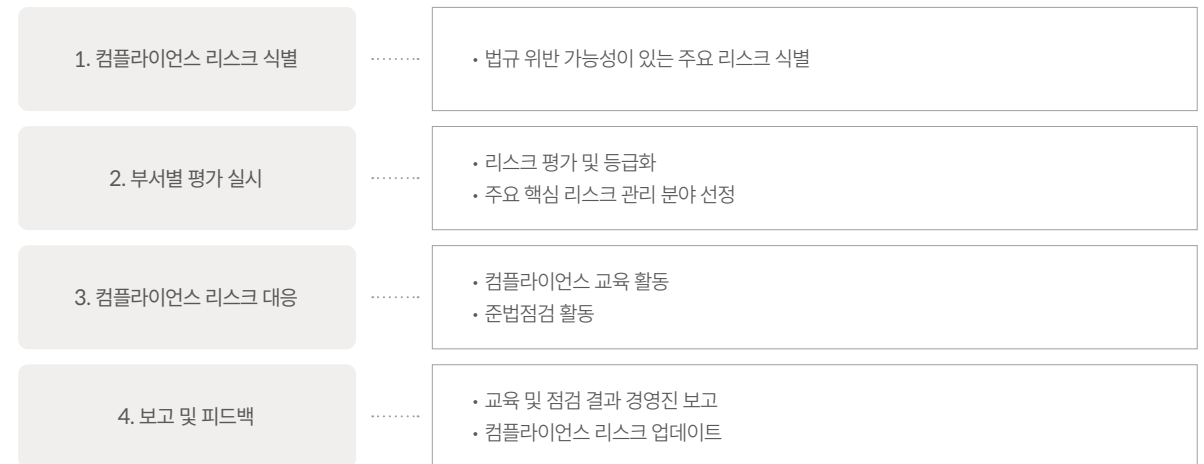 1. 컴플라이언스 리스크 식별
• 법규 위반 가능성이 있는 주요 리스크 식별
2. 부서별 평가 실시
• 리스크 평가 및 등급화
• 주요 핵심 리스크 관리 분야 선정
3. 컴플라이언스 리스크 대응
• 컴플라이언스 교육 활동
• 준법점검 활동
4. 보고 및 피드백
• 교육 및 점검 결과 경영진 보고
• 컴플라이언스 리스크 업데이트